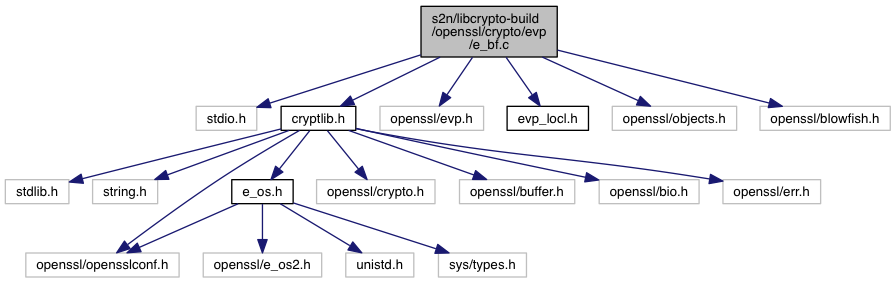 s2n/libcrypto-build
/openssl/crypto/evp
/e_bf.c
stdio.h
cryptlib.h
openssl/evp.h
evp_locl.h
openssl/objects.h
openssl/blowfish.h
stdlib.h
string.h
e_os.h
openssl/crypto.h
openssl/buffer.h
openssl/bio.h
openssl/err.h
openssl/opensslconf.h
openssl/e_os2.h
unistd.h
sys/types.h